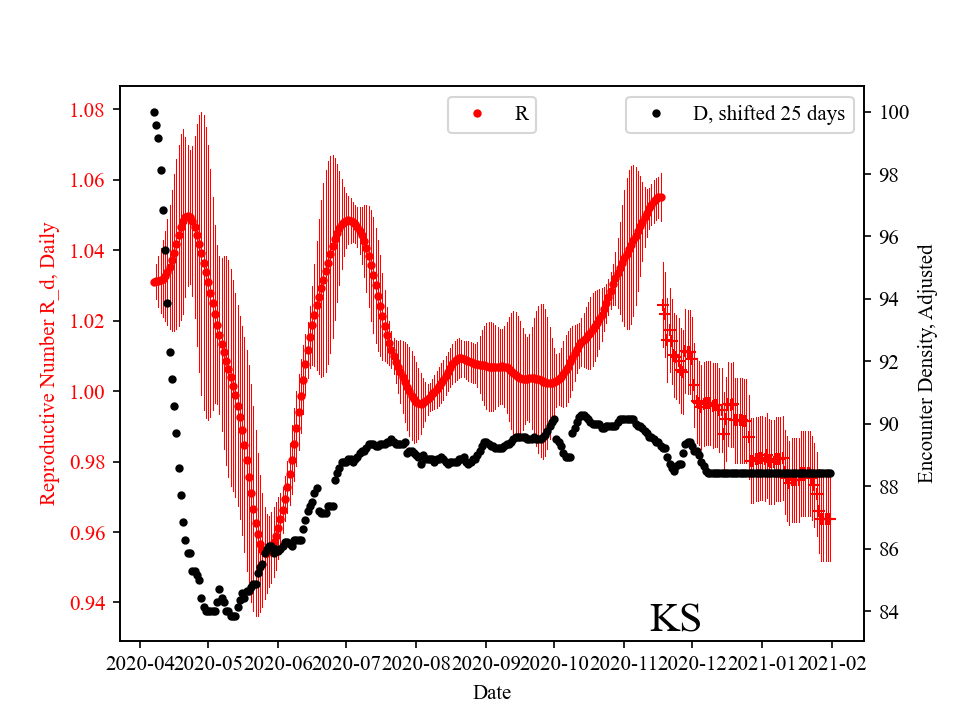 R
D, shifted 25 days
1.08
1.06
1.04
1.02
1.00
0.98
0.96
0.94
Reproductive Number R_d, Daily
100
98
96
94
92
90
88
86
84
Encounter Density, Adjusted
KS
2020-04 2020-05 2020-06 2020-07 2020-08 2020-09 2020-10 2020-11 2020-12 2021-01 2021-02
Date